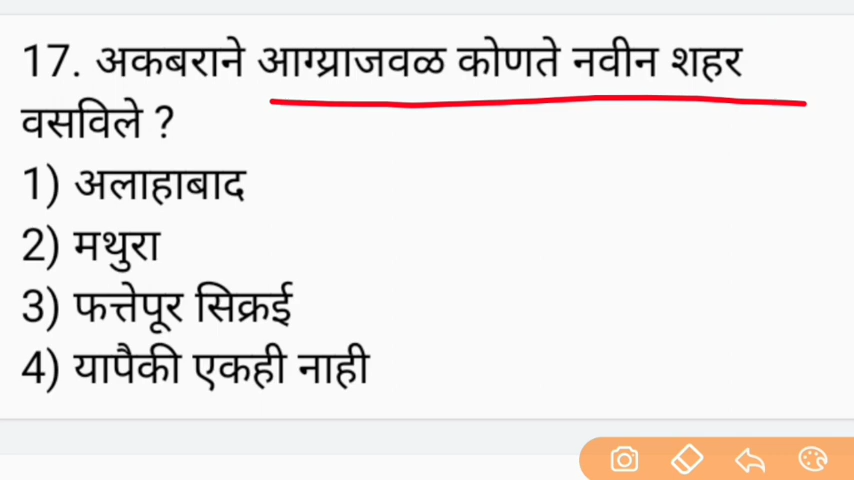 17. अकबराने आग्य्राजवळ कोणते नवीन शहर
वसविले ?
1) अलाहाबाद
2) मथुरा
3) फत्तेपूर सिक्रई
4) यापैकी एकही नाही